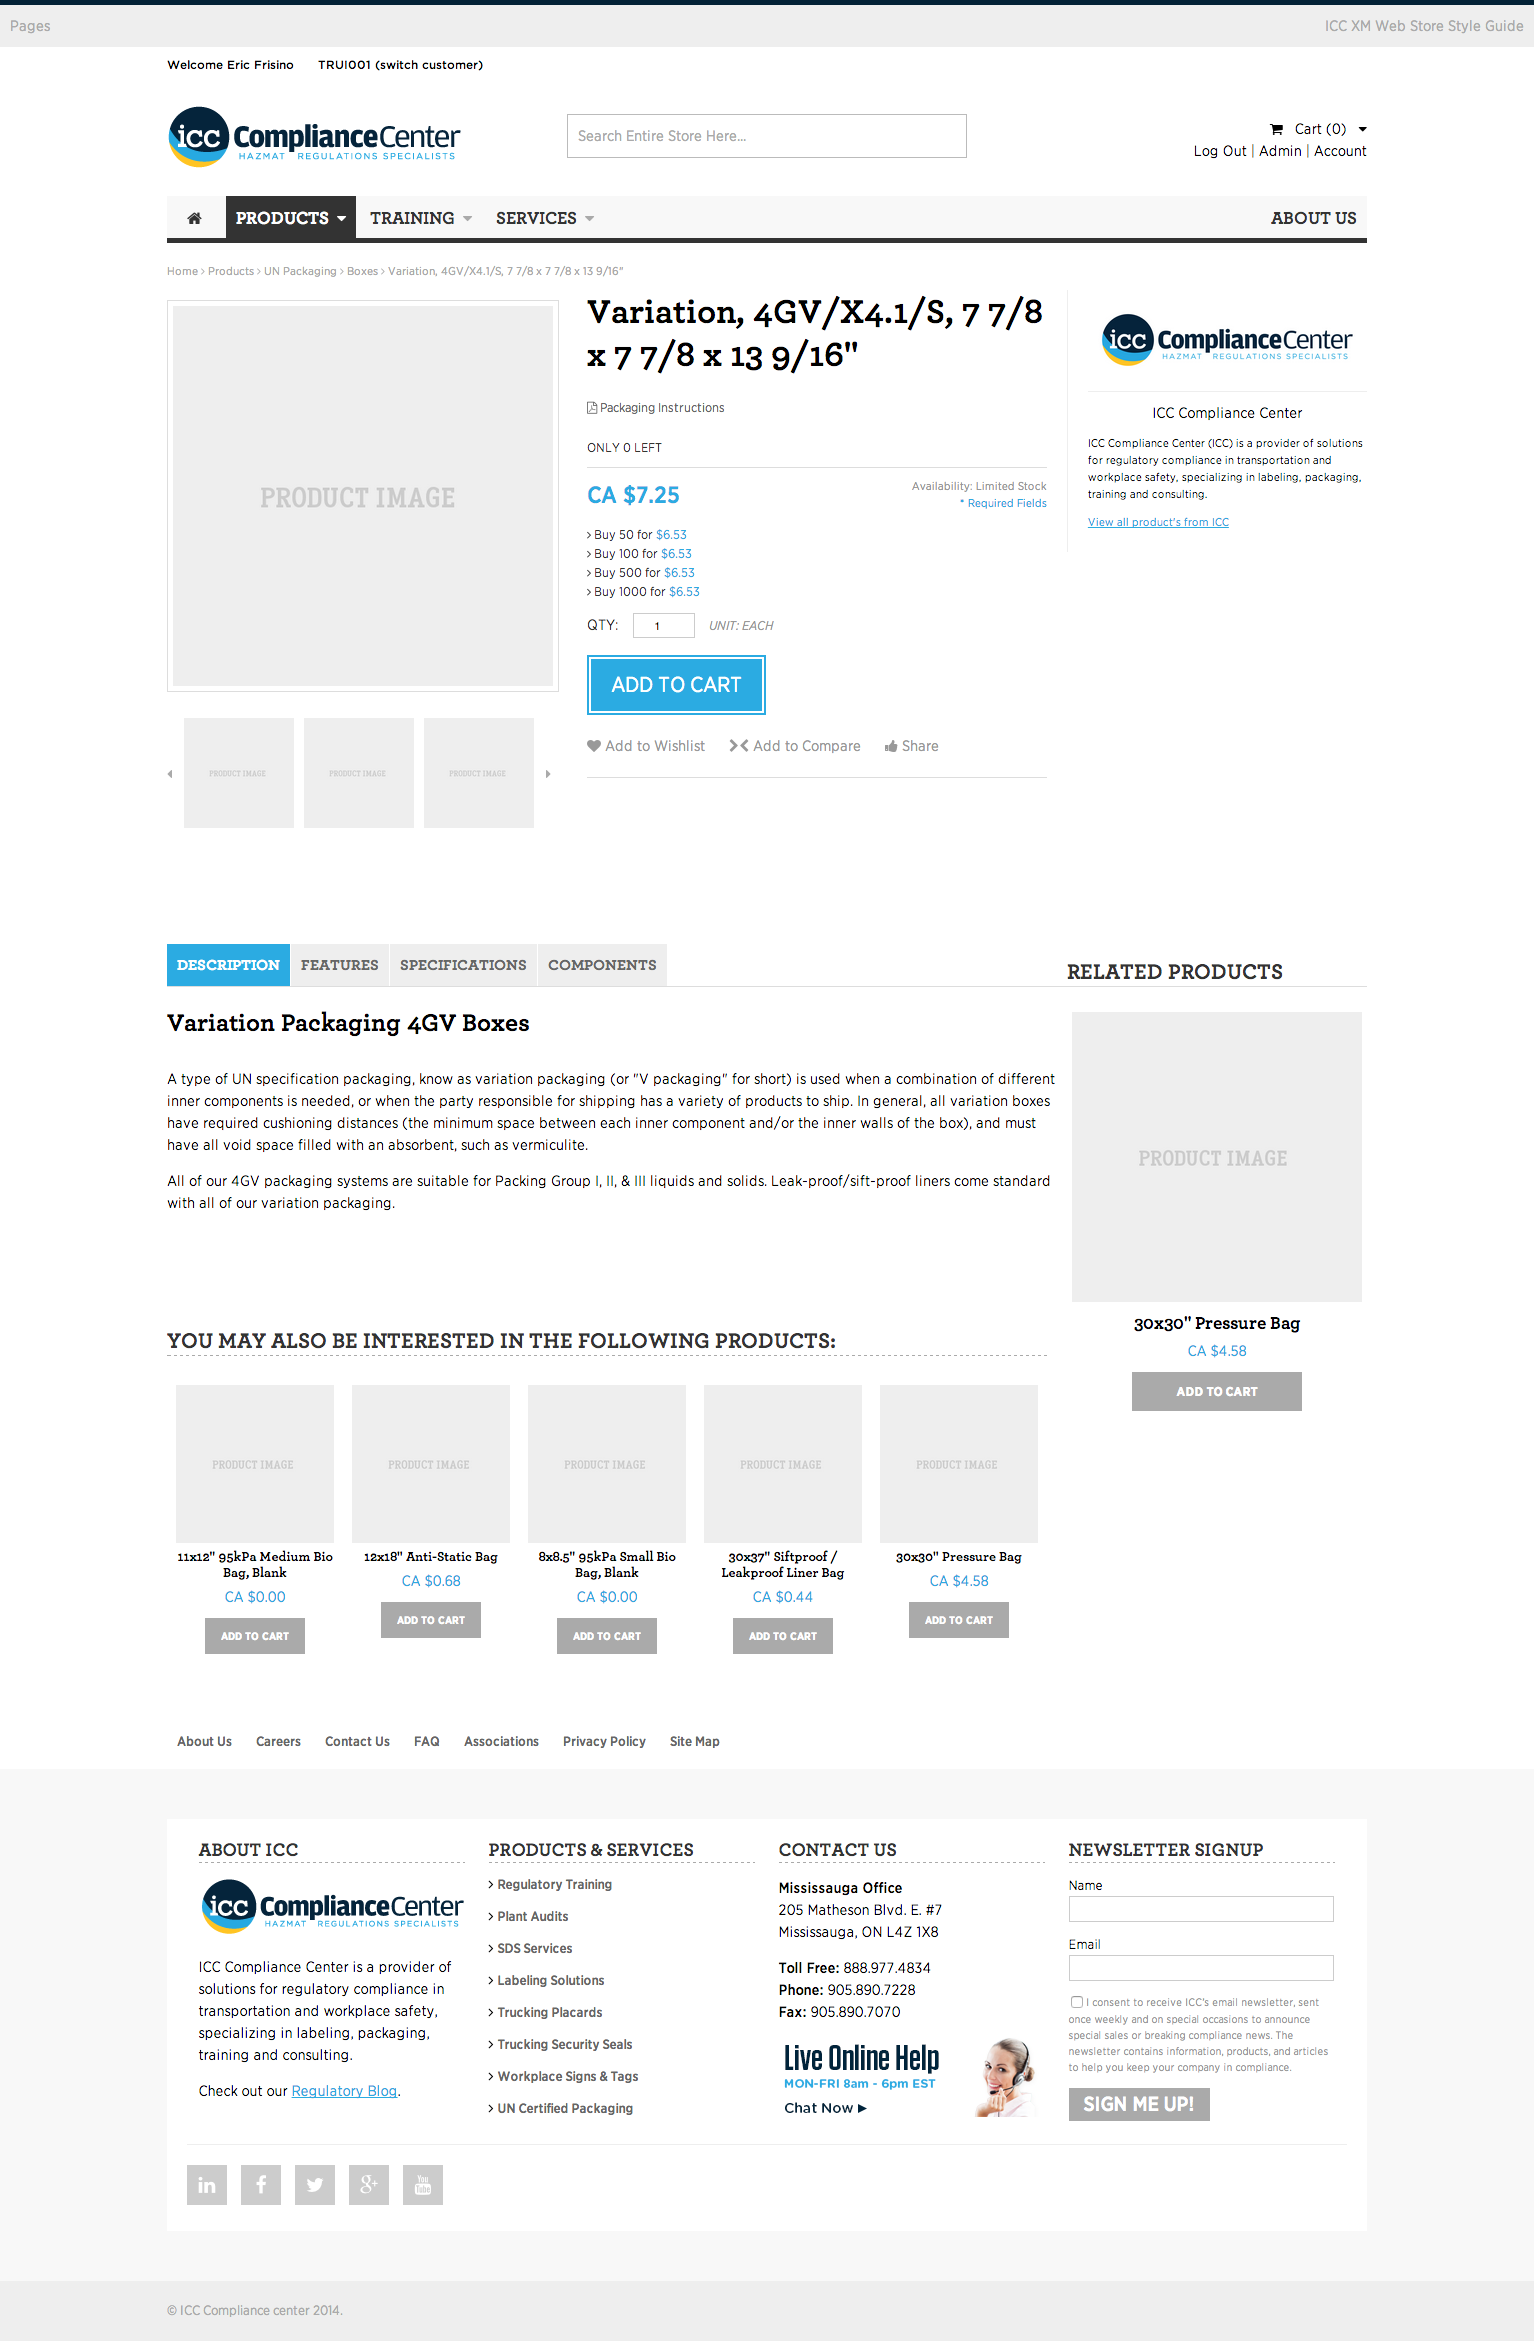 Pages
ICC XM Web Store Style Guide
Welcome Eric Frisino TRUI001 (switch customer)
icc ComplianceCenter
HAZMAT REGULATIONS SPECIALISTS
Search Entire Store Here...
Cart (0)
Log Out | Admin | Account
PRODUCTS TRAINING SERVICES ABOUT US
Home > Products > UN Packaging > Boxes > Variation, 4GV/X4.1/S, 7 7/8 x 7 7/8 x 13 9/16"
PRODUCT IMAGE
PRODUCT IMAGE PRODUCT IMAGE PRODUCT IMAGE
Variation, 4GV/X4.1/S, 7 7/8
x 7 7/8 x 13 9/16"
Packaging Instructions
ONLY 0 LEFT
CA $7.25
Availability: Limited Stock
* Required Fields
> Buy 50 for $6.53
> Buy 100 for $6.53
> Buy 500 for $6.53
> Buy 1000 for $6.53
QTY: 1 UNIT: EACH
ADD TO CART
Add to Wishlist Add to Compare Share
icc ComplianceCenter
HAZMAT REGULATIONS SPECIALISTS
ICC Compliance Center
ICC Compliance Center (ICC) is a provider of solutions
for regulatory compliance in transportation and
workplace safety, specializing in labeling, packaging,
training and consulting.
View all product's from ICC
DESCRIPTION FEATURES SPECIFICATIONS COMPONENTS
Variation Packaging 4GV Boxes
A type of UN specification packaging, know as variation packaging (or "V packaging" for short) is used when a combination of different
inner components is needed, or when the party responsible for shipping has a variety of products to ship. In general, all variation boxes
have required cushioning distances (the minimum space between each inner component and/or the inner walls of the box), and must
have all void space filled with an absorbent, such as vermiculite.
All of our 4GV packaging systems are suitable for Packing Group I, II, & III liquids and solids. Leak-proof/sift-proof liners come standard
with all of our variation packaging.
RELATED PRODUCTS
PRODUCT IMAGE
30x30" Pressure Bag
CA $4.58
ADD TO CART
YOU MAY ALSO BE INTERESTED IN THE FOLLOWING PRODUCTS:
PRODUCT IMAGE
11x12" 95kPa Medium Bio
Bag, Blank
CA $0.00
ADD TO CART
PRODUCT IMAGE
12x18" Anti-Static Bag
CA $0.68
ADD TO CART
PRODUCT IMAGE
8x8.5" 95kPa Small Bio
Bag, Blank
CA $0.00
ADD TO CART
PRODUCT IMAGE
30x37" Siftproof /
Leakproof Liner Bag
CA $0.44
ADD TO CART
PRODUCT IMAGE
30x30" Pressure Bag
CA $4.58
ADD TO CART
About Us Careers Contact Us FAQ Associations Privacy Policy Site Map
ABOUT ICC
icc ComplianceCenter
HAZMAT REGULATIONS SPECIALISTS
ICC Compliance Center is a provider of
solutions for regulatory compliance in
transportation and workplace safety,
specializing in labeling, packaging,
training and consulting.
Check out our Regulatory Blog.
PRODUCTS & SERVICES
> Regulatory Training
> Plant Audits
> SDS Services
> Labeling Solutions
> Trucking Placards
> Trucking Security Seals
> Workplace Signs & Tags
> UN Certified Packaging
CONTACT US
Mississauga Office
205 Matheson Blvd. E. #7
Mississauga, ON L4Z 1X8
Toll Free: 888.977.4834
Phone: 905.890.7228
Fax: 905.890.7070
Live Online Help
MON-FRI 8am - 6pm EST
Chat Now ►
NEWSLETTER SIGNUP
Name
Email
I consent to receive ICC's email newsletter, sent
once weekly and on special occasions to announce
special sales or breaking compliance news. The
newsletter contains information, products, and articles
to help you keep your company in compliance.
SIGN ME UP!
in f g+ You Tube
© ICC Compliance center 2014.